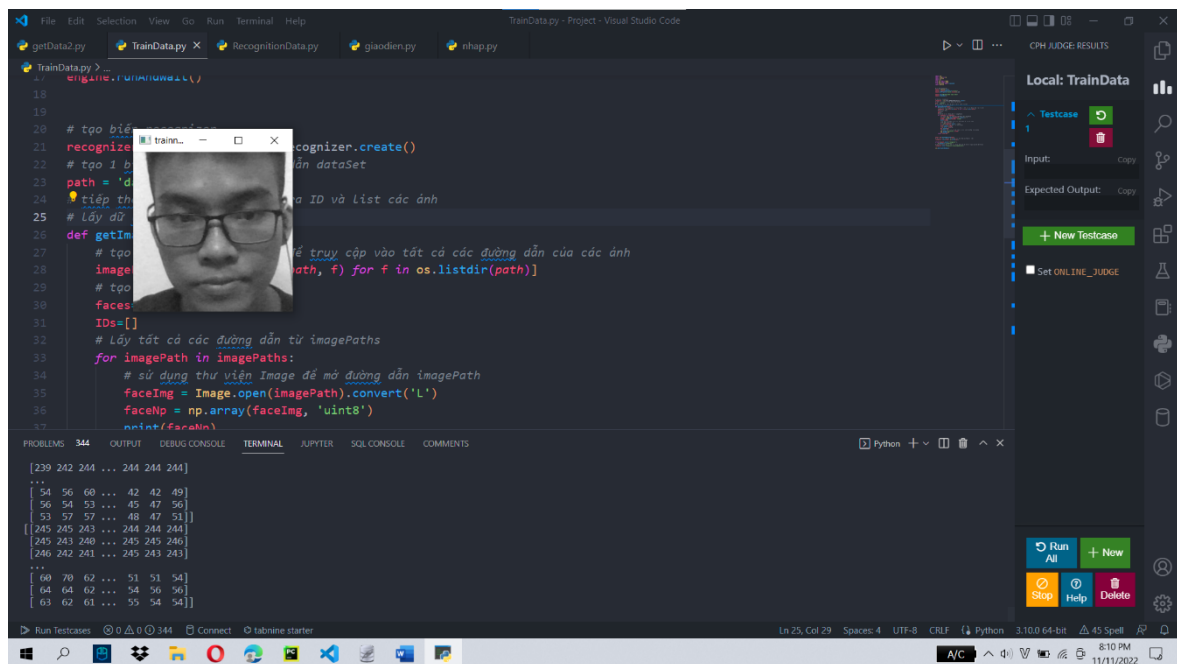 File Edit Selection View Go Run Terminal Help
TrainData.py - Project - Visual Studio Code
getData2.py TrainData.py RecognitionData.py giaodien.py nhap.py
TrainData.py > ...
17 engine.runAndWait()
18
19
20 # tạo biến
21 recognize ecognizer.create()
22 # tạo 1 b ẫn dataSet
23 path = 'd
24 tiếp th a ID và List các ảnh
25 # Lấy dữ
26 def getIm
27 # tạo để truy cập vào tất cả các đường dẫn của các ảnh
28 image ath, f) for f in os.listdir(path)]
29 # tạo
30 faces
31 IDs=[]
32 # Lấy tất cả các đường dẫn từ imagePaths
33 for imagePath in imagePaths:
34 # sử dụng thư viện Image để mở đường dẫn imagePath
35 faceImg = Image.open(imagePath).convert('L')
36 faceNp = np.array(faceImg, 'uint8')
37 print(faceNp)
trainn...
PROBLEMS 344 OUTPUT DEBUG CONSOLE TERMINAL JUPYTER SQL CONSOLE COMMENTS
Python
[239 242 244 ... 244 244 244]
...
[ 54 56 60 ... 42 42 49]
[ 56 54 53 ... 45 47 56]
[ 53 57 57 ... 48 47 51]]
[[245 245 243 ... 244 244 244]
[245 243 240 ... 245 245 246]
[246 242 241 ... 245 243 243]
...
[ 60 70 62 ... 51 51 54]
[ 64 64 62 ... 54 56 56]
[ 63 62 61 ... 55 54 54]]
CPH JUDGE: RESULTS
Local: TrainData
Testcase 1
Input: Copy
Expected Output: Copy
+ New Testcase
Set ONLINE_JUDGE
Run All
+ New
Stop
Help
Delete
Run Testcases 0 0 344 Connect tabnine starter
Ln 25, Col 29 Spaces: 4 UTF-8 CRLF Python 3.10.0 64-bit 45 Spell
A/C
8:10 PM
11/11/2022